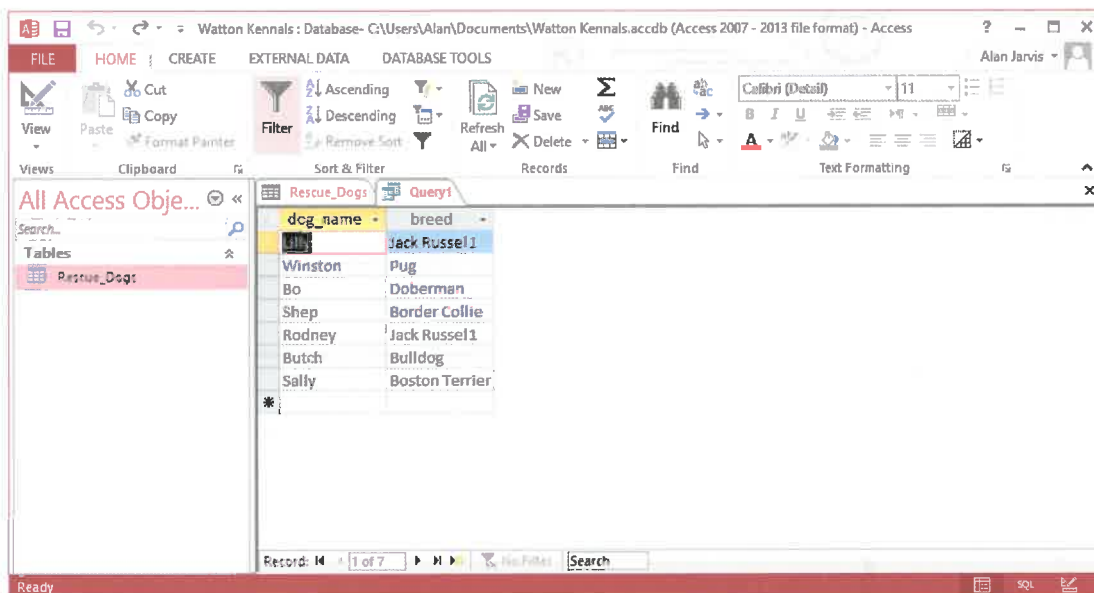 Watton Kennals : Database- C:\Users\Alan\Documents\Watton Kennals.accdb (Access 2007 - 2013 file format) - Access ?
FILE HOME CREATE EXTERNAL DATA DATABASE TOOLS Alan Jarvis
View Paste Cut Copy Format Painter
Filter Ascending Descending Remove Sort
Refresh All New Save Delete
Find
Calibri (Detail) 11
B I U A
Views Clipboard Sort & Filter Records Find Text Formatting
All Access Obje...
Search..
Tables
Rescue_Dogs
Rescue_Dogs Query1
dog_name breed
Jack Russel1
Winston Pug
Bo Doberman
Shep Border Collie
Rodney Jack Russel1
Butch Bulldog
Sally Boston Terrier
Record: 1 of 7 No Filter Search
Ready SQL